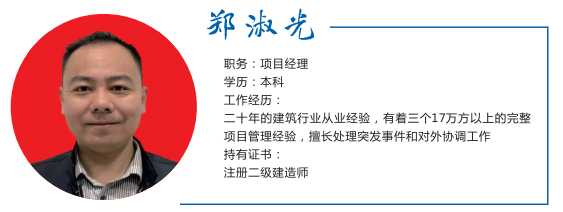 郑淑光
职务：项目经理
学历：本科
工作经历：
二十年的建筑行业从业经验，有着三个17万方以上的完整
项目管理经验，擅长处理突发事件和对外协调工作
持有证书：
注册二级建造师